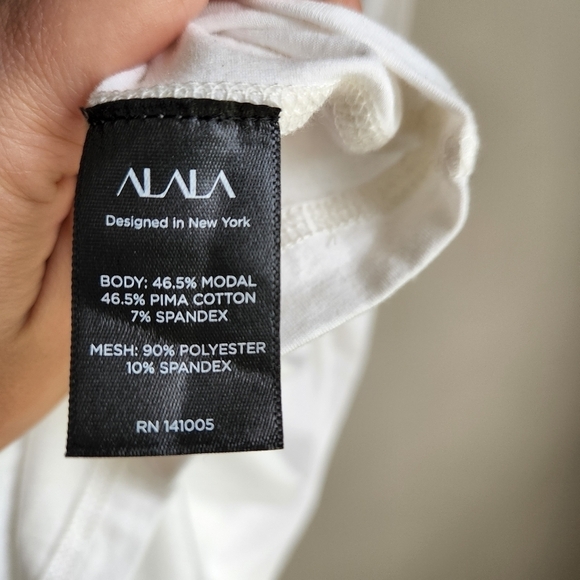 ALALA
Designed in New York
BODY: 46.5% MODAL
46.5% PIMA COTTON
7% SPANDEX
MESH: 90% POLYESTER
10% SPANDEX
RN 141005